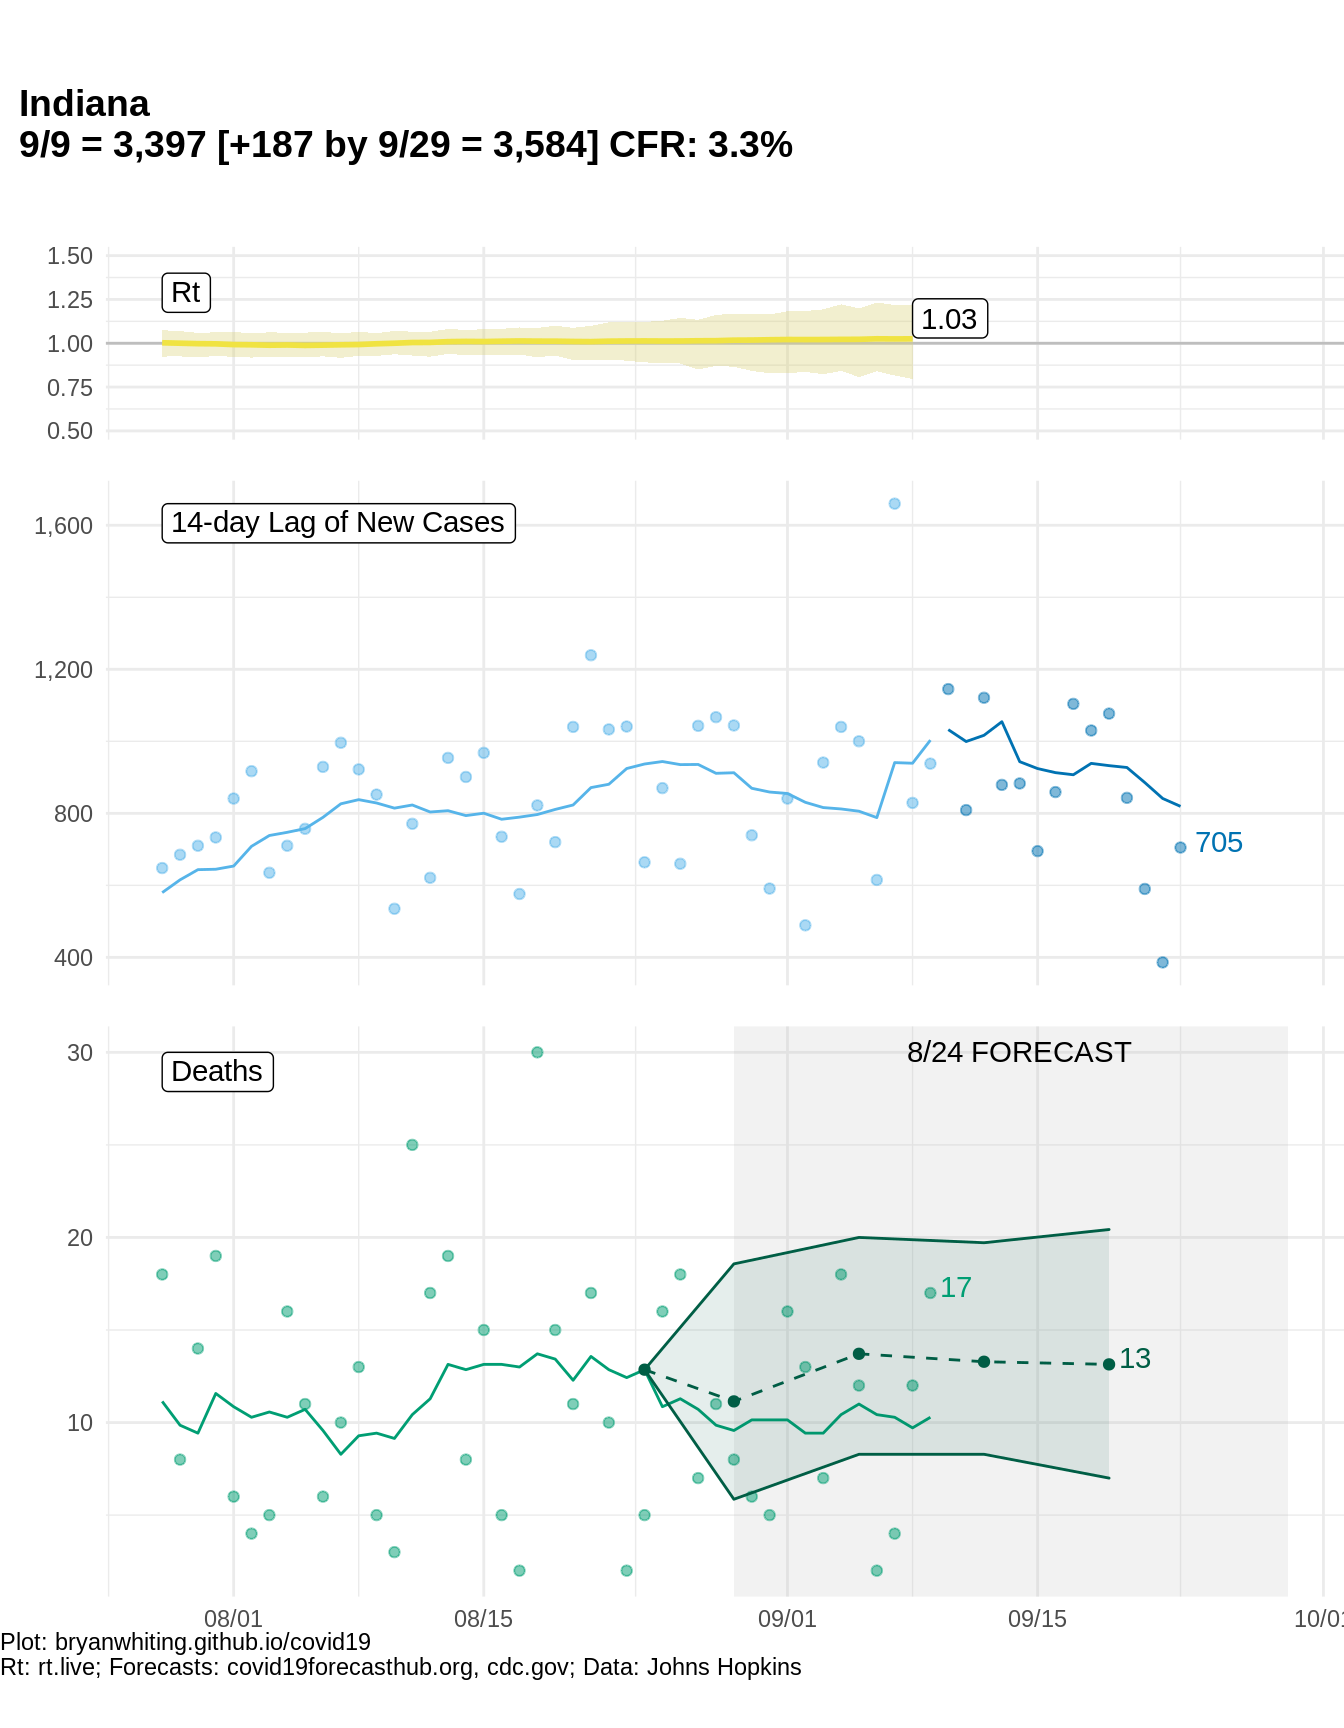 Indiana
9/9 = 3,397 [+187 by 9/29 = 3,584] CFR: 3.3%
1.50
Rt
1.25
1.03
1.00
0.75
0.50
14-day Lag of New Cases
1,600
1,200
800
705
400
8/24 FORECAST
30
Deaths
20
17
13
10
08/01 08/15 09/01 09/15 10/01
Plot: bryanwhiting.github.io/covid19
Rt: rt.live; Forecasts: covid19forecasthub.org, cdc.gov; Data: Johns Hopkins